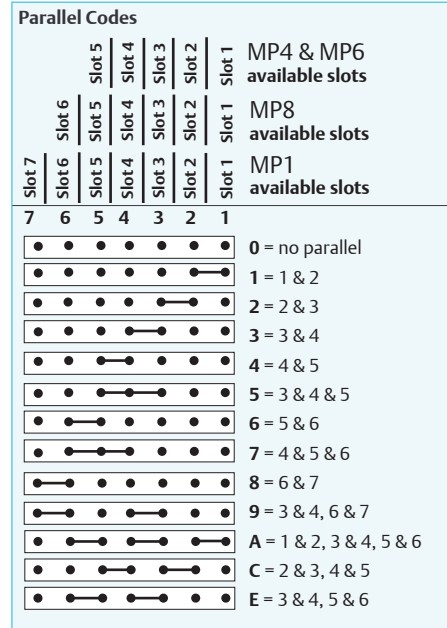 Parallel Codes
Slot 5 Slot 4 Slot 3 Slot 2 Slot 1 MP4 & MP6
available slots
Slot 6 Slot 5 Slot 4 Slot 3 Slot 2 Slot 1 MP8
available slots
Slot 7 Slot 6 Slot 5 Slot 4 Slot 3 Slot 2 Slot 1 MP1
available slots
7 6 5 4 3 2 1
0 = no parallel
1 = 1 & 2
2 = 2 & 3
3 = 3 & 4
4 = 4 & 5
5 = 3 & 4 & 5
6 = 5 & 6
7 = 4 & 5 & 6
8 = 6 & 7
9 = 3 & 4, 6 & 7
A = 1 & 2, 3 & 4, 5 & 6
C = 2 & 3, 4 & 5
E = 3 & 4, 5 & 6